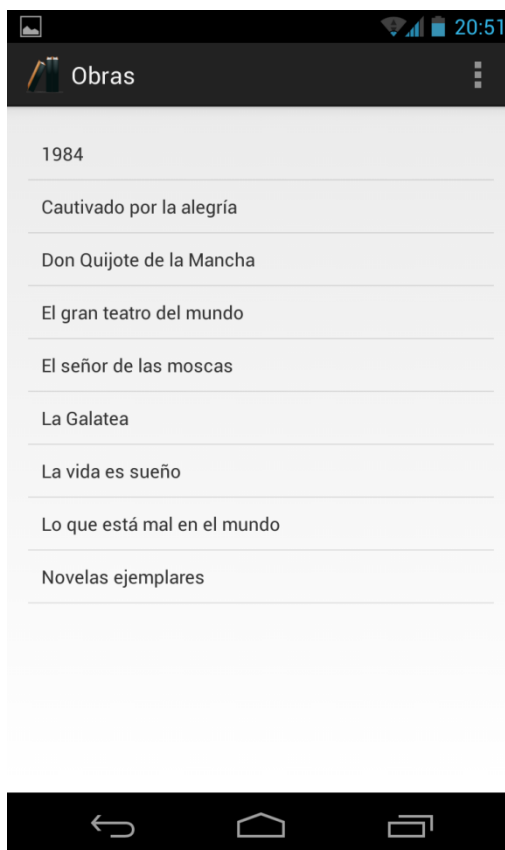 20:51
Obras
1984
Cautivado por la alegría
Don Quijote de la Mancha
El gran teatro del mundo
El señor de las moscas
La Galatea
La vida es sueño
Lo que está mal en el mundo
Novelas ejemplares